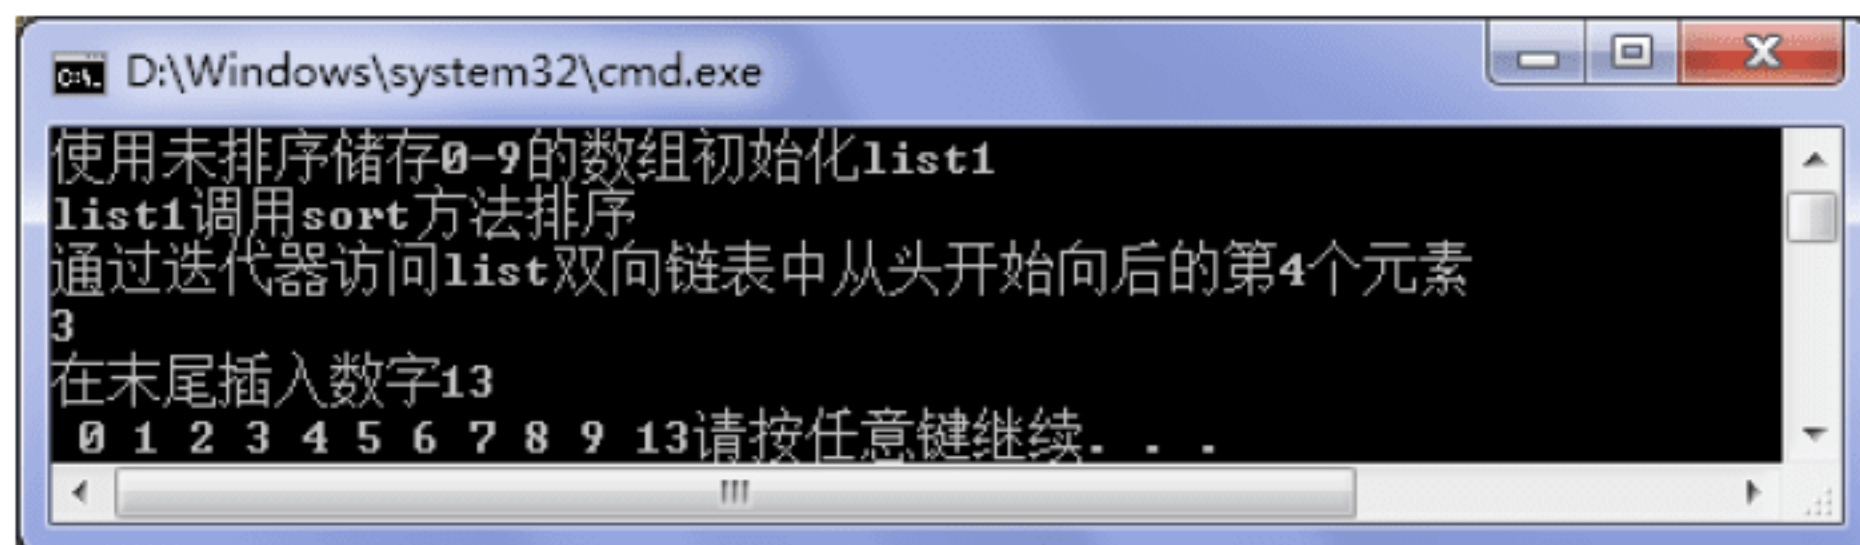 D:\Windows\system32\cmd.exe
使用未排序储存0-9的数组初始化list1
list1调用sort方法排序
通过迭代器访问list双向链表中从头开始向后的第4个元素
3
在末尾插入数字13
 0 1 2 3 4 5 6 7 8 9 13请按任意键继续. . .